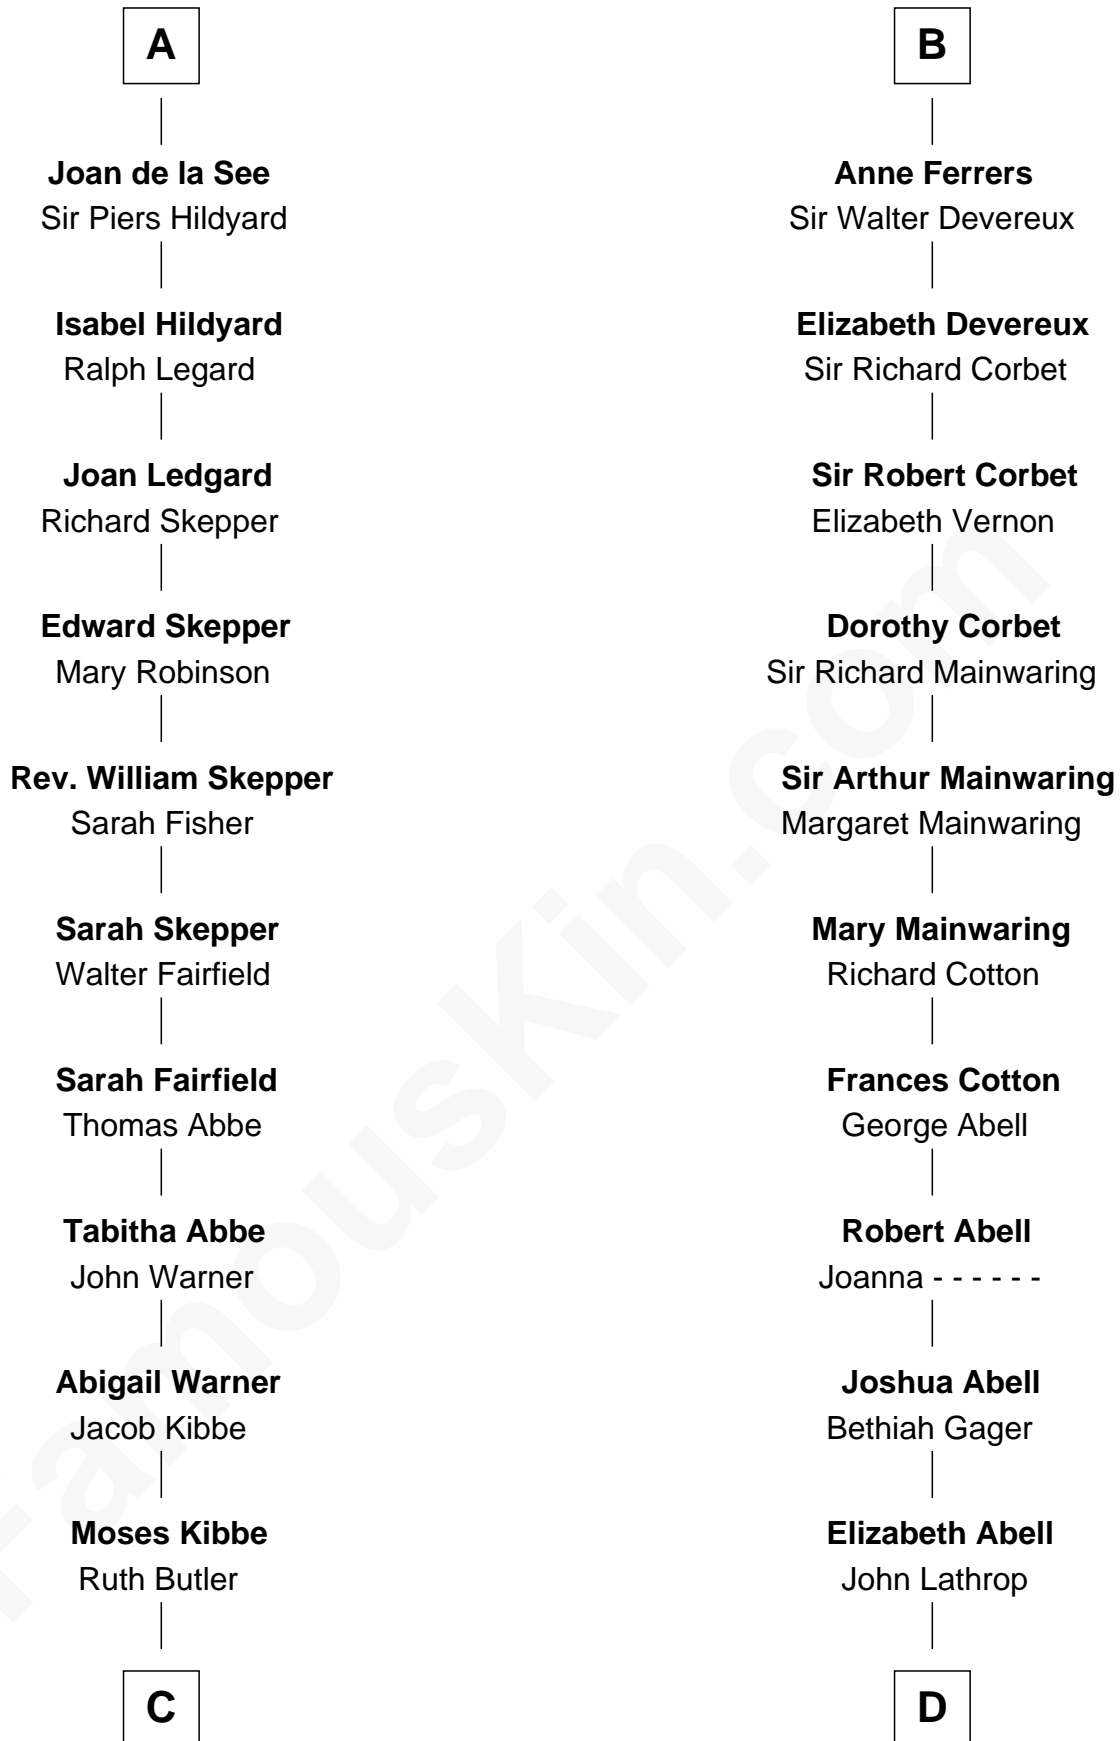 A
Joan de la See
Sir Piers Hildyard
Isabel Hildyard
Ralph Legard
Joan Ledgard
Richard Skepper
Edward Skepper
Mary Robinson
Rev. William Skepper
Sarah Fisher
Sarah Skepper
Walter Fairfield
Sarah Fairfield
Thomas Abbe
Tabitha Abbe
John Warner
Abigail Warner
Jacob Kibbe
Moses Kibbe
Ruth Butler
C
B
Anne Ferrers
Sir Walter Devereux
Elizabeth Devereux
Sir Richard Corbet
Sir Robert Corbet
Elizabeth Vernon
Dorothy Corbet
Sir Richard Mainwaring
Sir Arthur Mainwaring
Margaret Mainwaring
Mary Mainwaring
Richard Cotton
Frances Cotton
George Abell
Robert Abell
Joanna - - - - - -
Joshua Abell
Bethiah Gager
Elizabeth Abell
John Lathrop
D
FamousKin.com